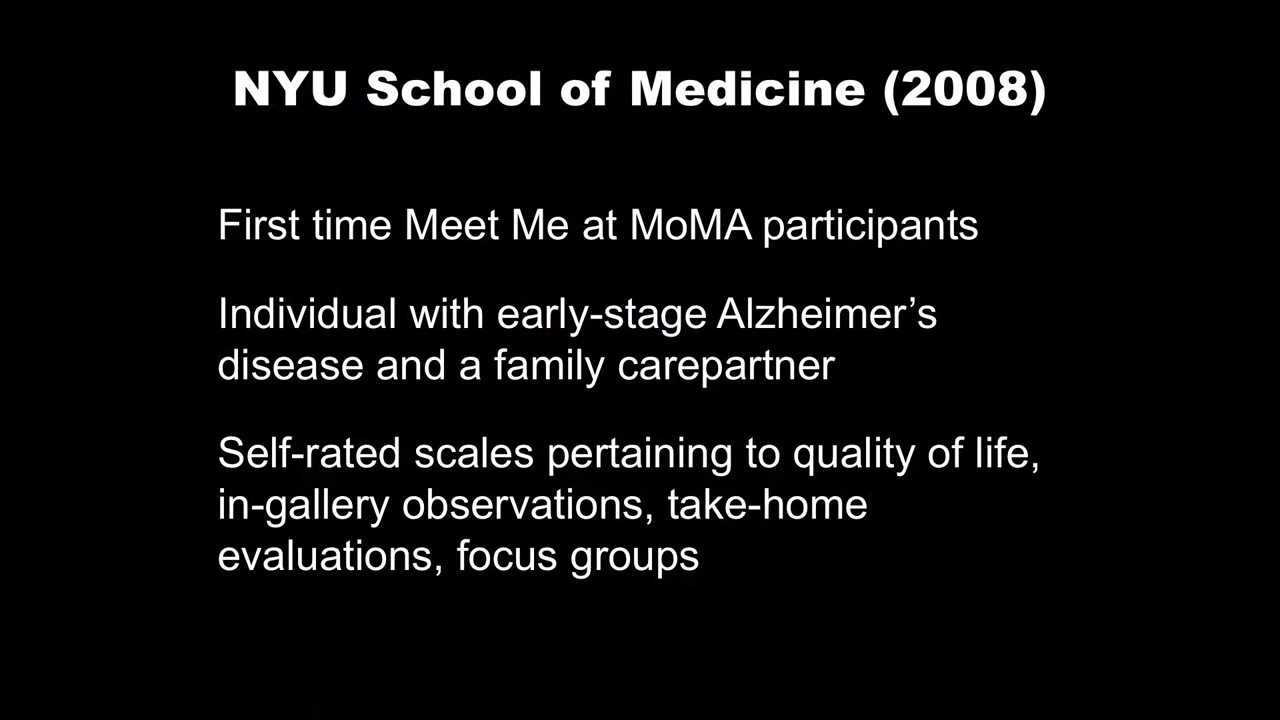 NYU School of Medicine (2008)
First time Meet Me at MoMA participants
Individual with early-stage Alzheimer’s
disease and a family carepartner
Self-rated scales pertaining to quality of life,
in-gallery observations, take-home
evaluations, focus groups